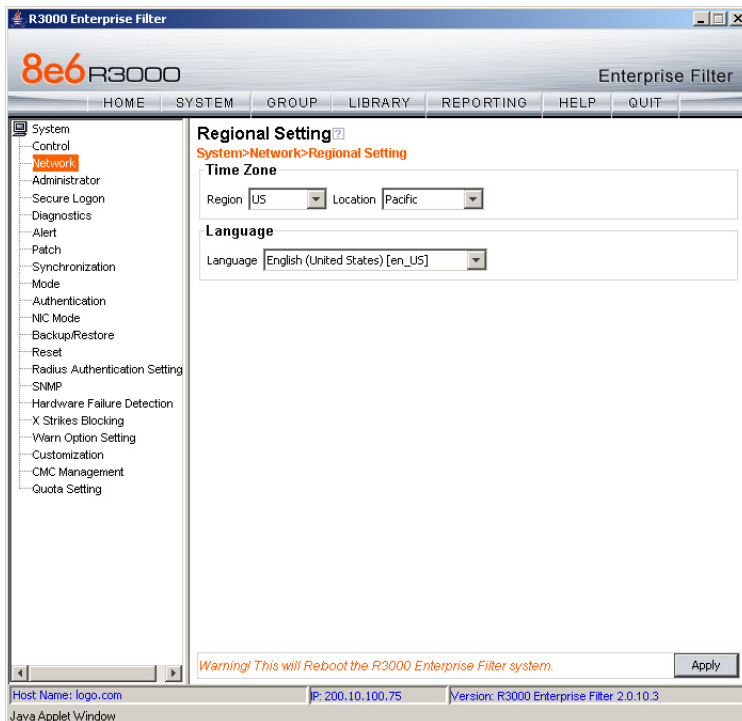 R3000 Enterprise Filter
8e6 R3000
Enterprise Filter
HOME SYSTEM GROUP LIBRARY REPORTING HELP QUIT
System
Control
Network
Administrator
Secure Logon
Diagnostics
Alert
Patch
Synchronization
Mode
Authentication
NIC Mode
Backup/Restore
Reset
Radius Authentication Setting
SNMP
Hardware Failure Detection
X Strikes Blocking
Warn Option Setting
Customization
CMC Management
Quota Setting
Regional Setting ?
System>Network>Regional Setting
Time Zone
Region US Location Pacific
Language
Language English (United States) [en_US]
Warning! This will Reboot the R3000 Enterprise Filter system. Apply
Host Name: logo.com IP: 200.10.100.75 Version: R3000 Enterprise Filter 2.0.10.3
Java Applet Window